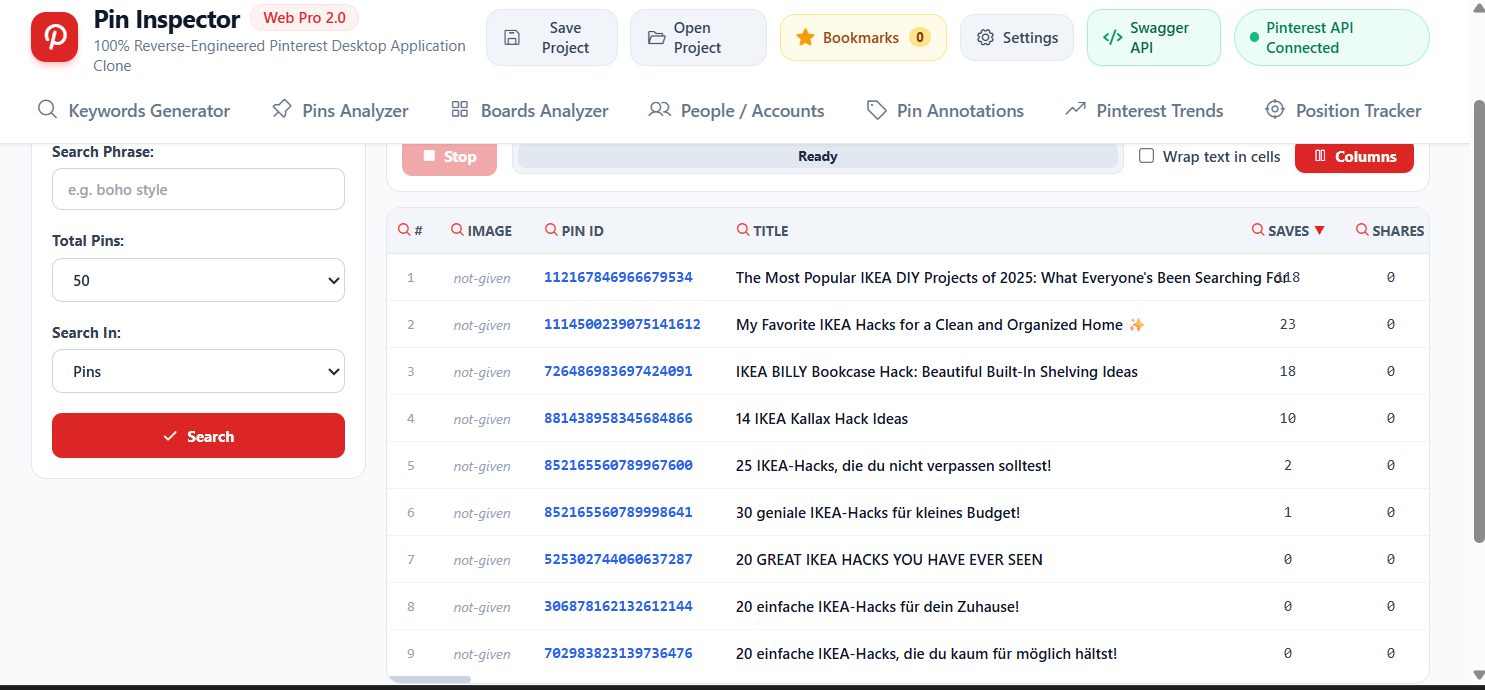 Pin Inspector Web Pro 2.0
100% Reverse-Engineered Pinterest Desktop Application
Clone
Save
Project
Open
Project
Bookmarks 0
Settings
</> Swagger
API
Pinterest API
Connected
Keywords Generator
Pins Analyzer
Boards Analyzer
People / Accounts
Pin Annotations
Pinterest Trends
Position Tracker
Search Phrase:
e.g. boho style
Total Pins:
50
Search In:
Pins
Search
Stop
Ready
Wrap text in cells
Columns
# IMAGE PIN ID TITLE SAVES ▼ SHARES
1 not-given 112167846966679534 The Most Popular IKEA DIY Projects of 2025: What Everyone's Been Searching For 118 0
2 not-given 1114500239075141612 My Favorite IKEA Hacks for a Clean and Organized Home ✨ 23 0
3 not-given 726486983697424091 IKEA BILLY Bookcase Hack: Beautiful Built-In Shelving Ideas 18 0
4 not-given 881438958345684866 14 IKEA Kallax Hack Ideas 10 0
5 not-given 852165560789967600 25 IKEA-Hacks, die du nicht verpassen solltest! 2 0
6 not-given 852165560789998641 30 geniale IKEA-Hacks für kleines Budget! 1 0
7 not-given 525302744060637287 20 GREAT IKEA HACKS YOU HAVE EVER SEEN 0 0
8 not-given 306878162132612144 20 einfache IKEA-Hacks für dein Zuhause! 0 0
9 not-given 702983823139736476 20 einfache IKEA-Hacks, die du kaum für möglich hältst! 0 0